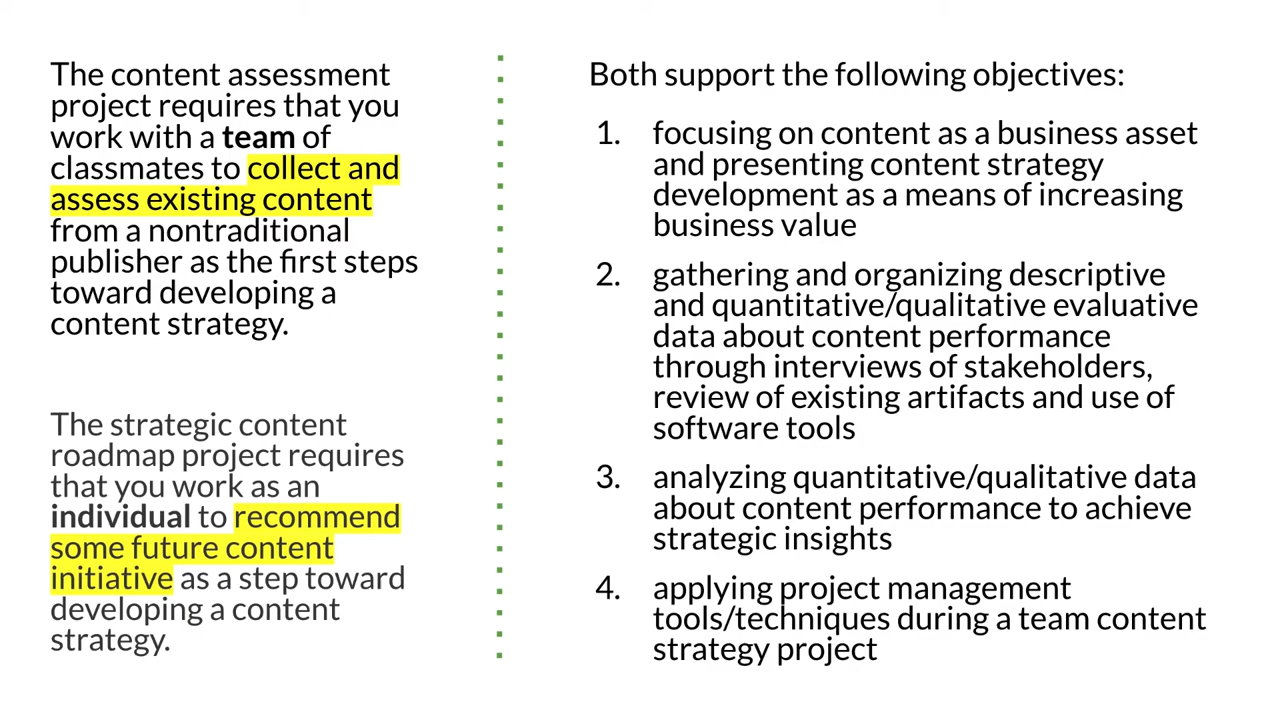 The content assessment
project requires that you
work with a team of
classmates to collect and
assess existing content
from a nontraditional
publisher as the first steps
toward developing a
content strategy.
The strategic content
roadmap project requires
that you work as an
individual to recommend
some future content
initiative as a step toward
developing a content
strategy.
Both support the following objectives:
1. focusing on content as a business asset
and presenting content strategy
development as a means of increasing
business value
2. gathering and organizing descriptive
and quantitative/qualitative evaluative
data about content performance
through interviews of stakeholders,
review of existing artifacts and use of
software tools
3. analyzing quantitative/qualitative data
about content performance to achieve
strategic insights
4. applying project management
tools/techniques during a team content
strategy project